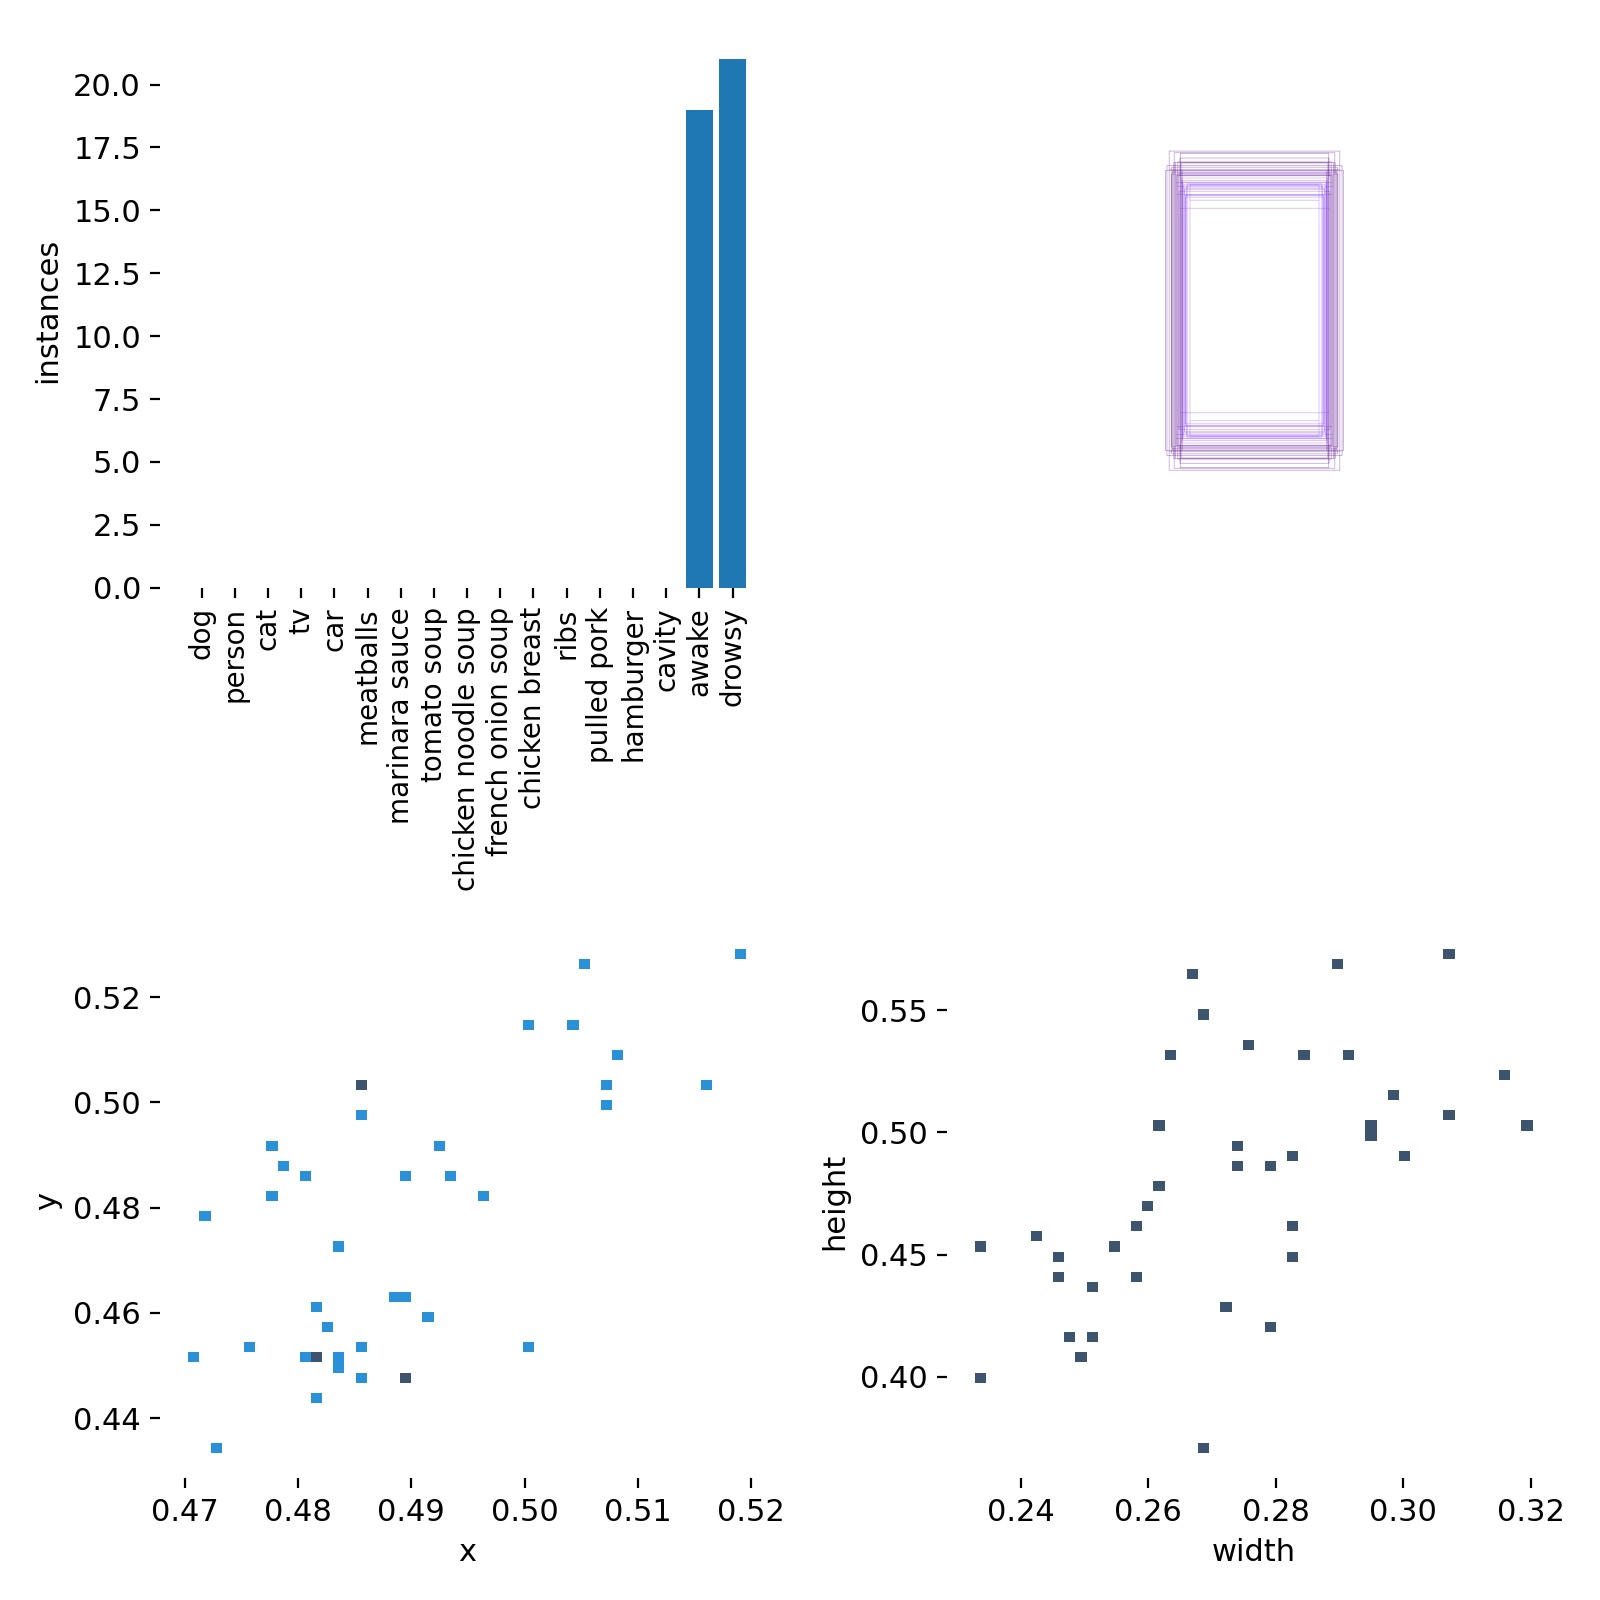 instances
20.0
17.5
15.0
12.5
10.0
7.5
5.0
2.5
0.0
dog
person
cat
tv
car
meatballs
marinara sauce
tomato soup
chicken noodle soup
french onion soup
chicken breast
ribs
pulled pork
hamburger
cavity
awake
drowsy
y
0.52
0.50
0.48
0.46
0.44
0.47 0.48 0.49 0.50 0.51 0.52
x
height
0.55
0.50
0.45
0.40
0.24 0.26 0.28 0.30 0.32
width